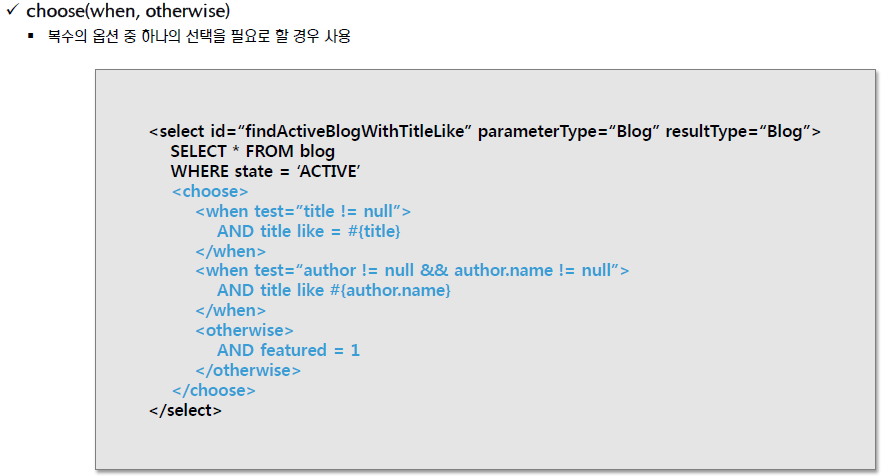 ✓ choose(when, otherwise)
▪ 복수의 옵션 중 하나의 선택을 필요로 할 경우 사용
<select id=“findActiveBlogWithTitleLike” parameterType=“Blog” resultType=“Blog”>
SELECT * FROM blog
WHERE state = ‘ACTIVE’
<choose>
<when test=”title != null”>
AND title like = #{title}
</when>
<when test=“author != null && author.name != null”>
AND title like #{author.name}
</when>
<otherwise>
AND featured = 1
</otherwise>
</choose>
</select>